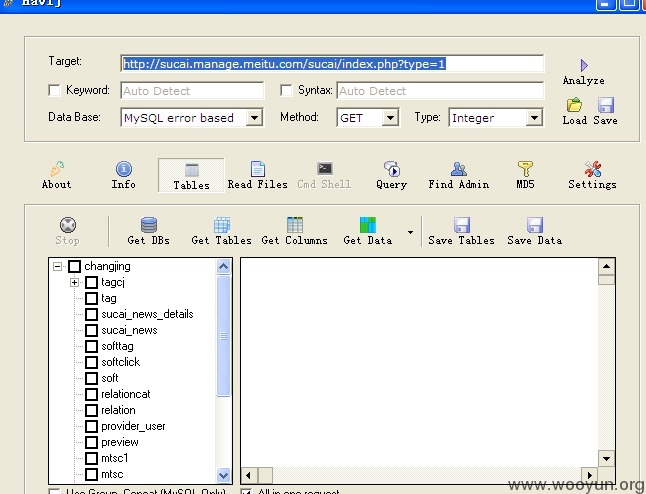 Havij
Target: http://sucai.manage.meitu.com/sucai/index.php?type=1
Analyze
Keyword: Auto Detect Syntax: Auto Detect
Data Base: MySQL error based Method: GET Type: Integer
Load Save
About Info Tables Read Files Cmd Shell Query Find Admin MD5 Settings
Stop Get DBs Get Tables Get Columns Get Data Save Tables Save Data
changjing
tagcj
tag
sucai_news_details
sucai_news
softtag
softclick
soft
relationcat
relation
provider_user
preview
mtsc1
mtsc
Use Group_Concat (MySQL Only) All in one request
www.wooyun.org